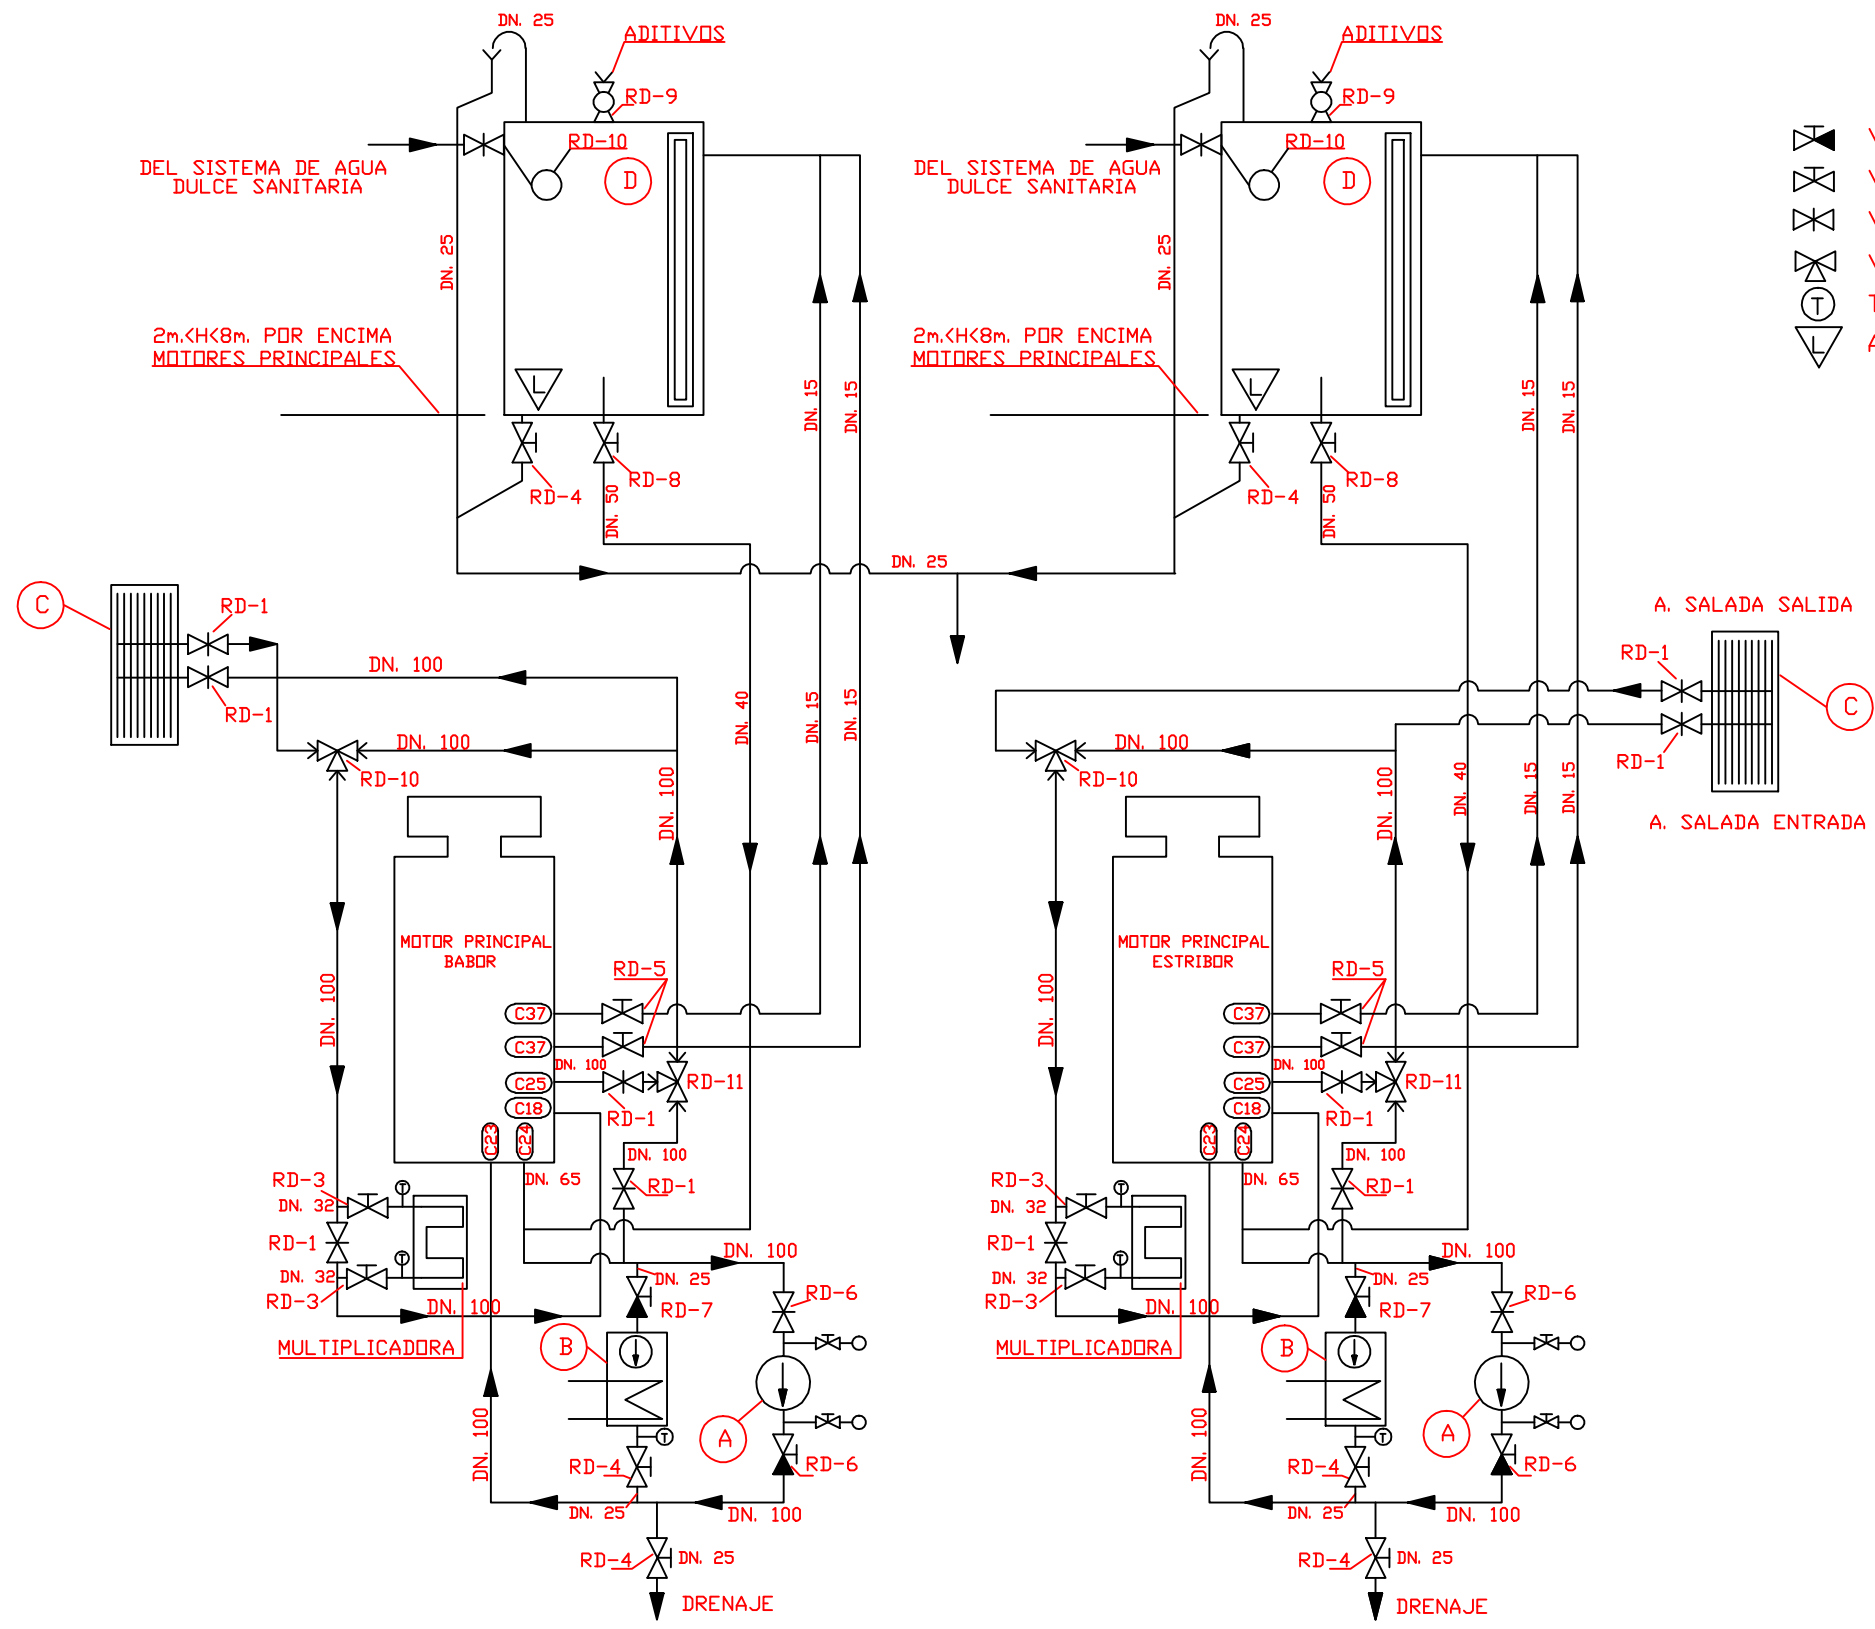 DN. 25
ADITIVOS
RD-9
RD-10
D
DEL SISTEMA DE AGUA
DULCE SANITARIA
DN. 25
2m.<H<8m. POR ENCIMA
MOTORES PRINCIPALES
L
RD-4
RD-8
DN. 50
DN. 15
DN. 15
DN. 25
DN. 25
ADITIVOS
RD-9
RD-10
D
DEL SISTEMA DE AGUA
DULCE SANITARIA
DN. 25
2m.<H<8m. POR ENCIMA
MOTORES PRINCIPALES
L
RD-4
RD-8
DN. 50
DN. 15
DN. 15
T
L
C
RD-1
RD-1
DN. 100
DN. 100
RD-10
DN. 100
DN. 40
DN. 15
DN. 15
MOTOR PRINCIPAL
BABOR
DN. 100
RD-5
C37
C37
DN. 100
C25
C18
RD-11
RD-1
C23
C24
DN. 100
DN. 65
RD-1
RD-3
T
DN. 32
RD-1
T
DN. 32
RD-3
DN. 100
MULTIPLICADORA
DN. 100
DN. 25
RD-7
RD-6
B
A
DN. 100
T
RD-4
RD-6
DN. 25
DN. 100
RD-4
DN. 25
DRENAJE
A. SALADA SALIDA
RD-1
C
RD-1
A. SALADA ENTRADA
DN. 100
RD-10
DN. 100
DN. 40
DN. 15
DN. 15
MOTOR PRINCIPAL
ESTRIBOR
DN. 100
RD-5
C37
C37
DN. 100
C25
C18
RD-11
RD-1
C23
C24
DN. 100
DN. 65
RD-1
RD-3
T
DN. 32
RD-1
T
DN. 32
RD-3
DN. 100
MULTIPLICADORA
DN. 100
DN. 25
RD-7
RD-6
B
A
DN. 100
T
RD-4
RD-6
DN. 25
DN. 100
RD-4
DN. 25
DRENAJE